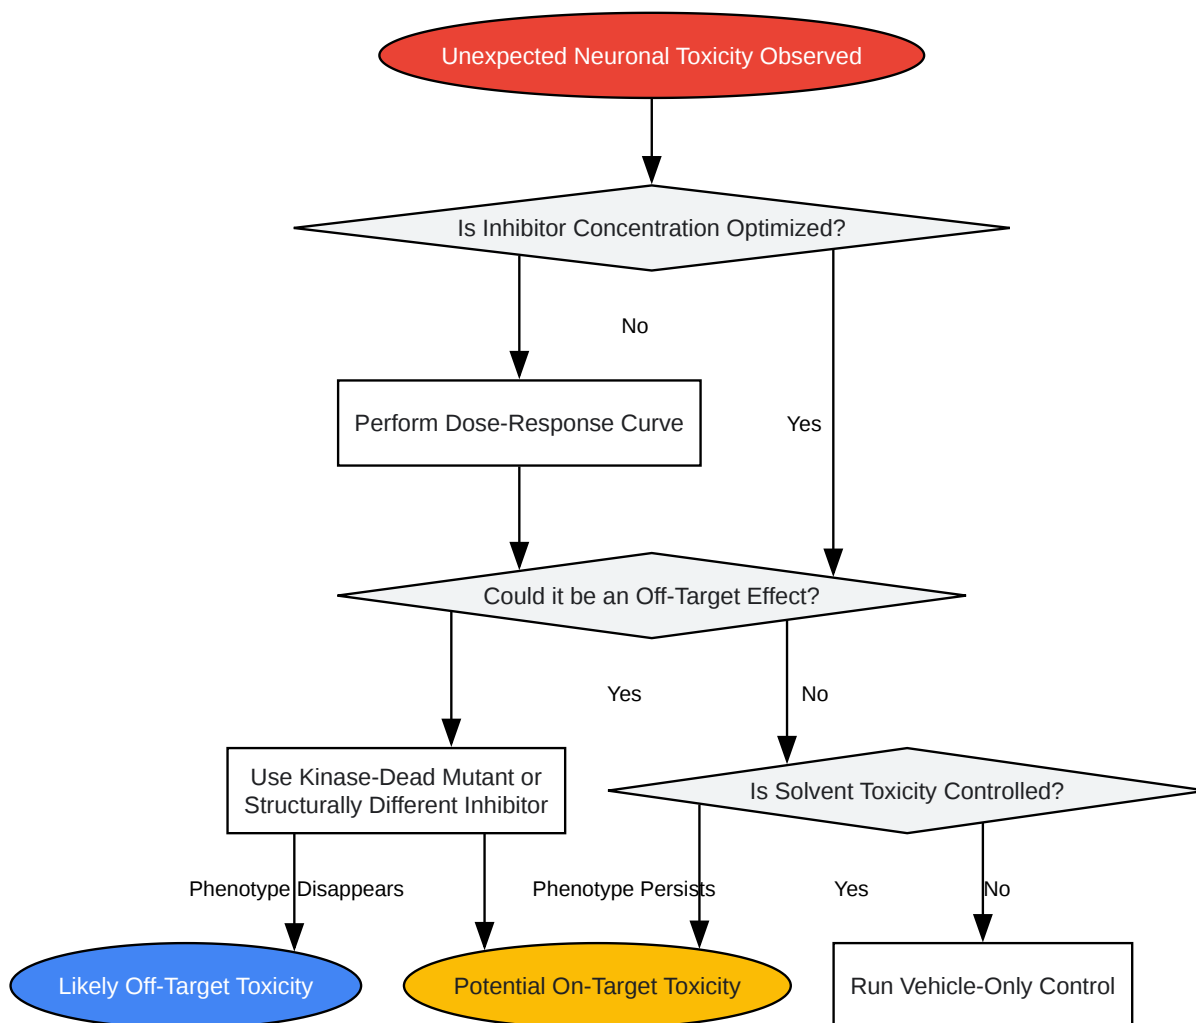 Unexpected Neuronal Toxicity Observed
Is Inhibitor Concentration Optimized?
No
Perform Dose-Response Curve
Yes
Could it be an Off-Target Effect?
Yes
No
Use Kinase-Dead Mutant or
Structurally Different Inhibitor
Is Solvent Toxicity Controlled?
Phenotype Disappears
Phenotype Persists
Yes
No
Likely Off-Target Toxicity
Potential On-Target Toxicity
Run Vehicle-Only Control